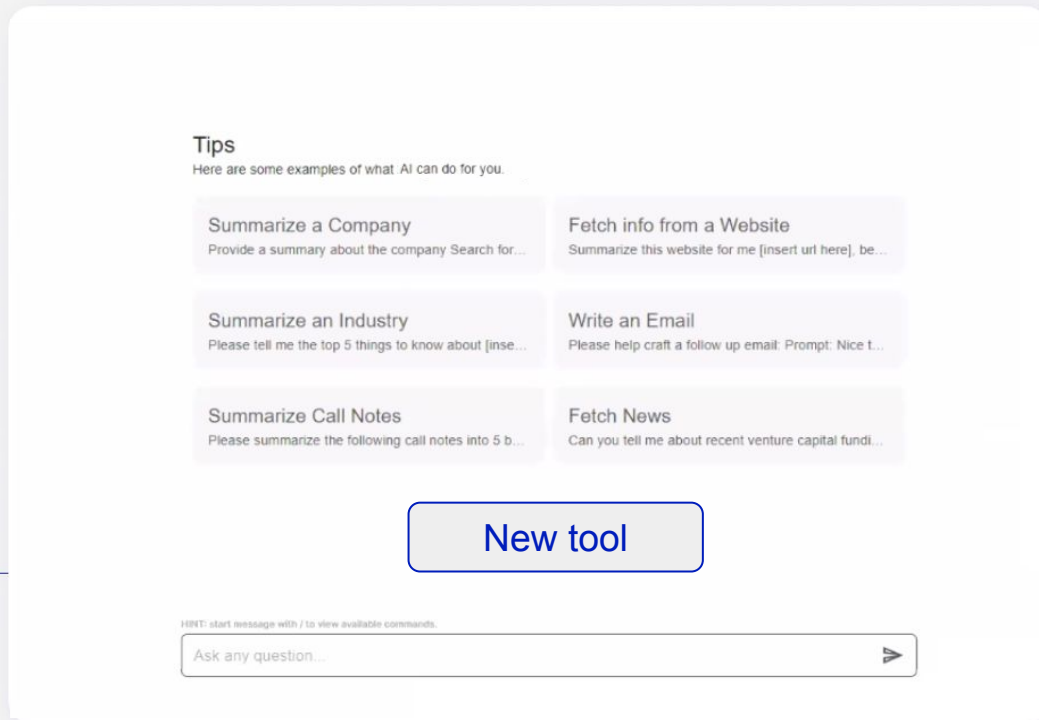 Tips
Here are some examples of what AI can do for you.
Summarize a Company
Provide a summary about the company Search for...
Fetch info from a Website
Summarize this website for me [insert url here], be...
Summarize an Industry
Please tell me the top 5 things to know about [inse...
Write an Email
Please help craft a follow up email: Prompt: Nice t...
Summarize Call Notes
Please summarize the following call notes into 5 b...
Fetch News
Can you tell me about recent venture capital fundi...
New tool
HINT: start message with / to view available commands.
Ask any question...